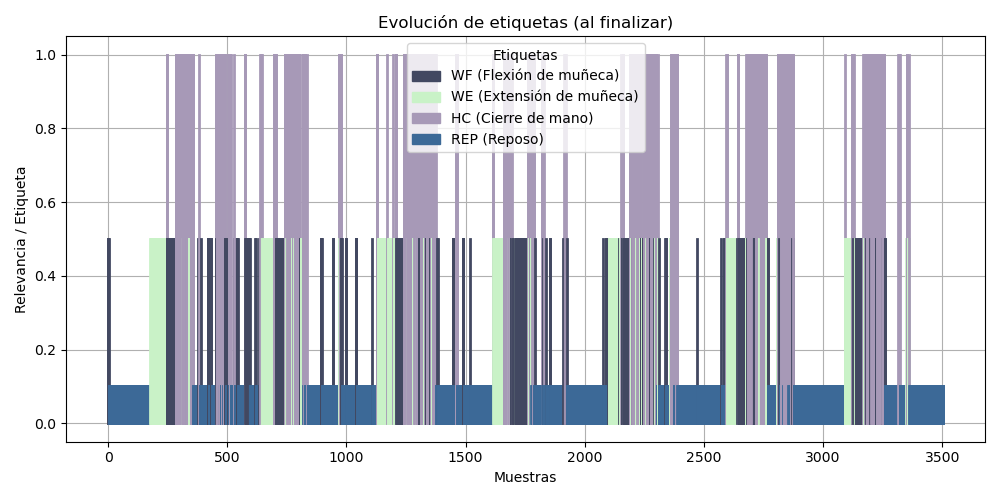 Evolución de etiquetas (al finalizar)
Etiquetas
WF (Flexión de muñeca)
WE (Extensión de muñeca)
HC (Cierre de mano)
REP (Reposo)
Relevancia / Etiqueta
1.0
0.8
0.6
0.4
0.2
0.0
0
500
1000
1500
2000
2500
3000
3500
Muestras